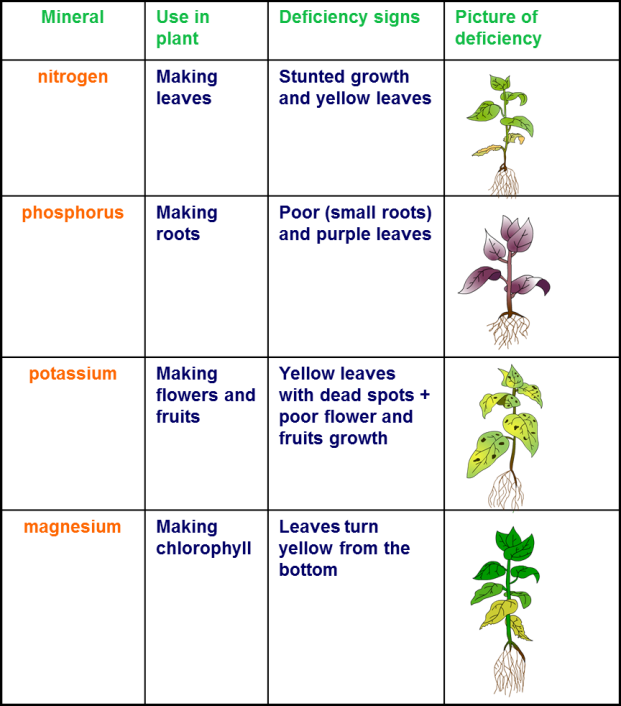 Mineral
Use in
plant
Deficiency signs
Picture of
deficiency
nitrogen
Making
leaves
Stunted growth
and yellow leaves
phosphorus
Making
roots
Poor (small roots)
and purple leaves
potassium
Making
flowers and
fruits
Yellow leaves
with dead spots +
poor flower and
fruits growth
magnesium
Making
chlorophyll
Leaves turn
yellow from the
bottom